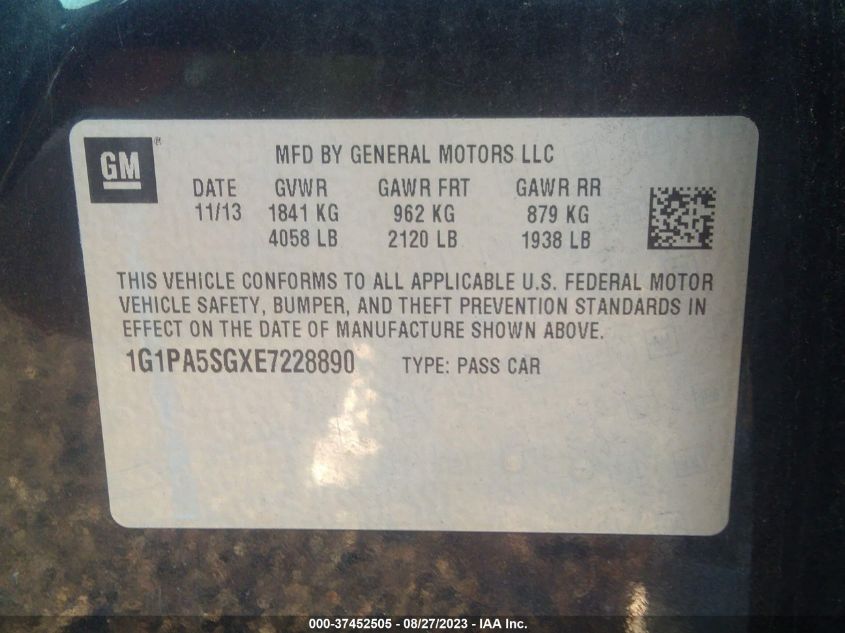 GM®
MFD BY GENERAL MOTORS LLC
DATE GVWR GAWR FRT GAWR RR
11/13 1841 KG 962 KG 879 KG
4058 LB 2120 LB 1938 LB
THIS VEHICLE CONFORMS TO ALL APPLICABLE U.S. FEDERAL MOTOR
VEHICLE SAFETY, BUMPER, AND THEFT PREVENTION STANDARDS IN
EFFECT ON THE DATE OF MANUFACTURE SHOWN ABOVE.
1G1PA5SGXE7228890 TYPE: PASS CAR
000-37452505 - 08/27/2023 - IAA Inc.